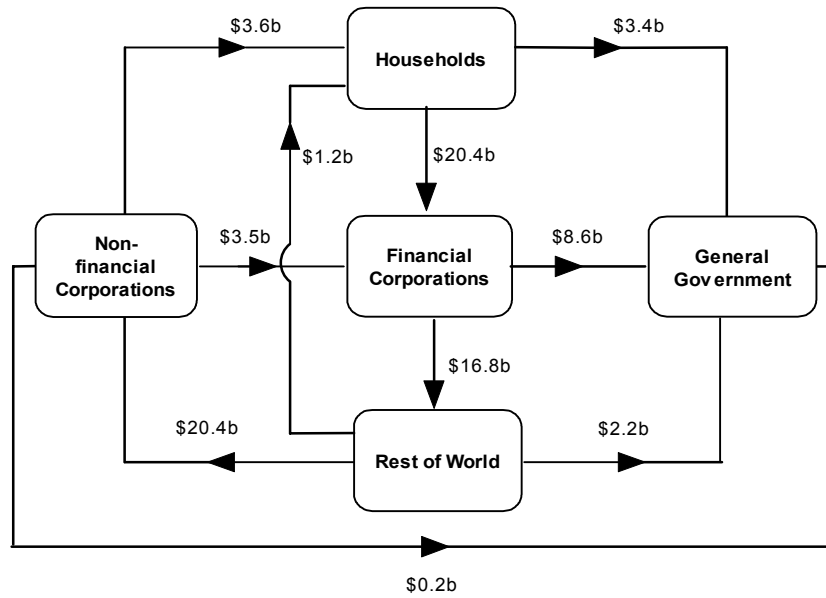 $3.6b
$3.4b
Households
$1.2b
$20.4b
Non-
financial
Corporations
$3.5b
Financial
Corporations
$8.6b
General
Government
$16.8b
$20.4b
$2.2b
Rest of World
$0.2b